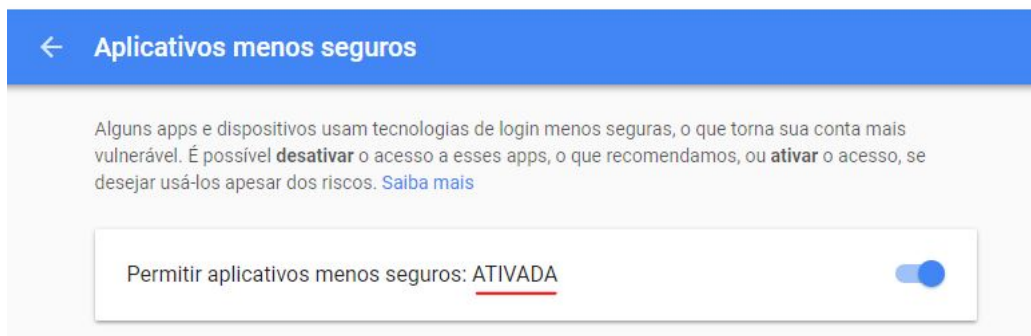 Aplicativos menos seguros
Alguns apps e dispositivos usam tecnologias de login menos seguras, o que torna sua conta mais
vulnerável. É possível desativar o acesso a esses apps, o que recomendamos, ou ativar o acesso, se
desejar usá-los apesar dos riscos. Saiba mais
Permitir aplicativos menos seguros: ATIVADA